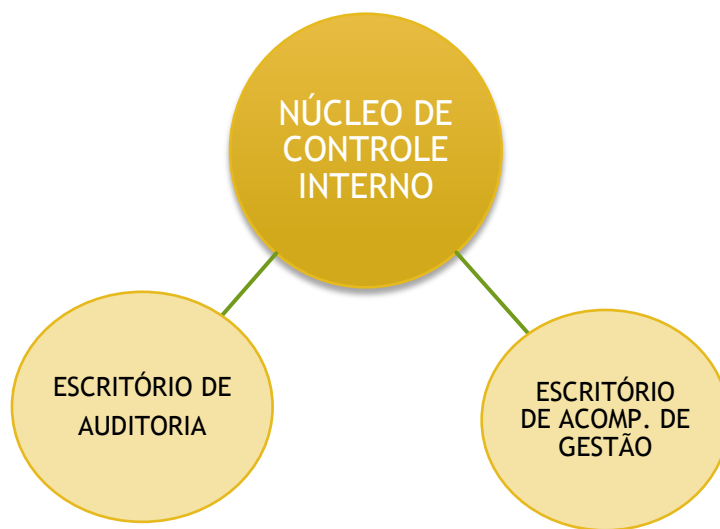 NÚCLEO DE
CONTROLE
INTERNO
ESCRITÓRIO DE
AUDITORIA
ESCRITÓRIO
DE ACOMP. DE
GESTÃO